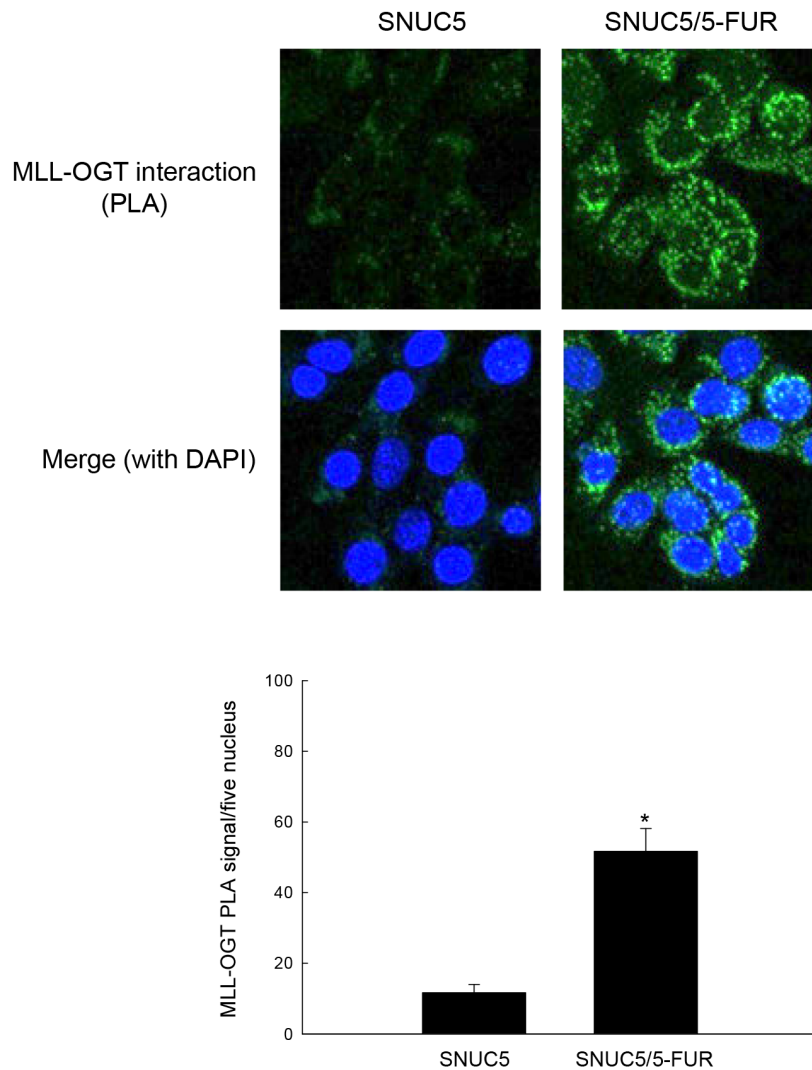 SNUC5 SNUC5/5-FUR
MLL-OGT interaction
(PLA)
Merge (with DAPI)
MLL-OGT PLA signal/five nucleus
100
80
60
40
20
0
*
SNUC5 SNUC5/5-FUR